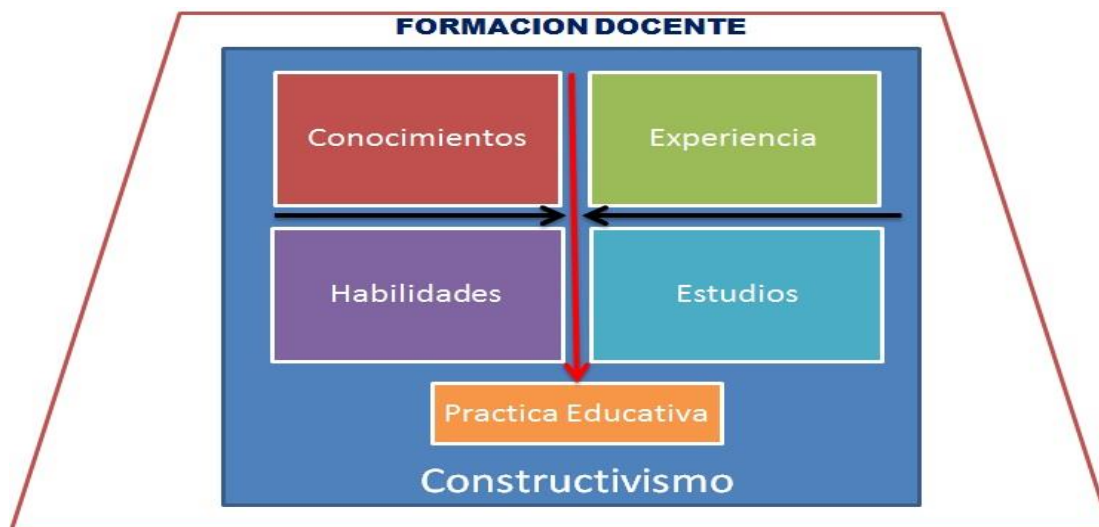 FORMACION DOCENTE
Conocimientos
Experiencia
Habilidades
Estudios
Practica Educativa
Constructivismo